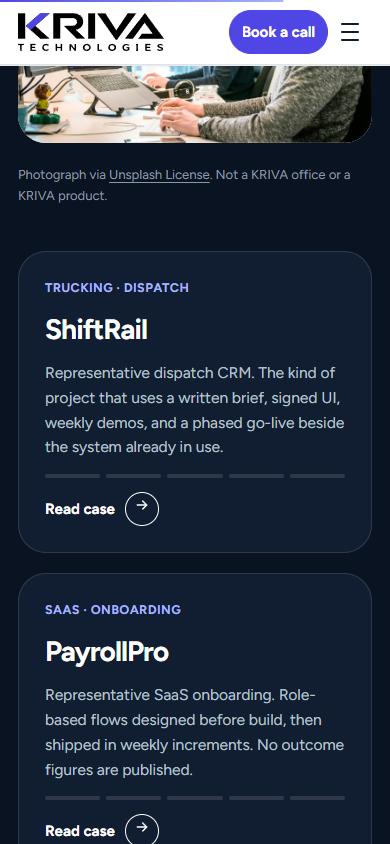 KRIVA
TECHNOLOGIES
Book a call
Photograph via Unsplash License. Not a KRIVA office or a
KRIVA product.
TRUCKING · DISPATCH
ShiftRail
Representative dispatch CRM. The kind of
project that uses a written brief, signed UI,
weekly demos, and a phased go-live beside
the system already in use.
Read case
SAAS · ONBOARDING
PayrollPro
Representative SaaS onboarding. Role-
based flows designed before build, then
shipped in weekly increments. No outcome
figures are published.
Read case